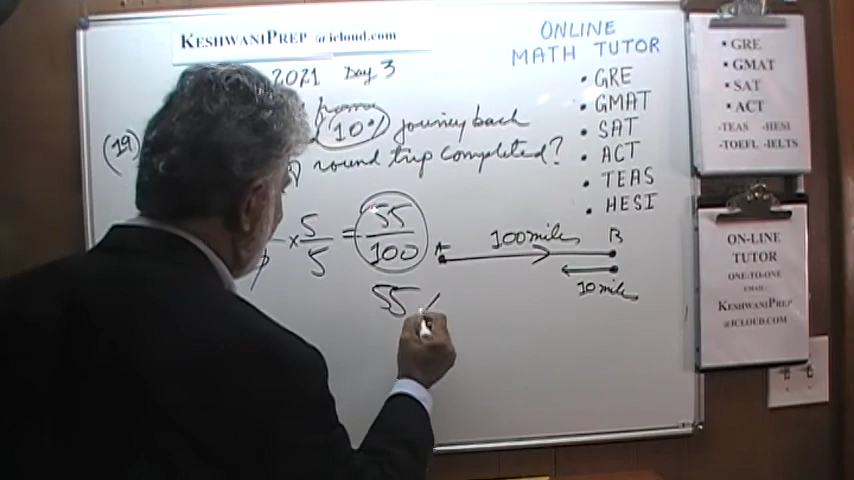 KESHWANIPREP @icloud.com
2021 Day 3
from
(19) 10% journey back
round trip completed?
× 5/5 = 55/100
55%
A 100 miles B
10 miles
ONLINE
MATH TUTOR
• GRE
• GMAT
• SAT
• ACT
• TEAS
• HESI
• GRE
• GMAT
• SAT
• ACT
-TEAS -HESI
-TOEFL -IELTS
ON-LINE
TUTOR
ONE-TO-ONE
EMAIL:
KESHWANIPREP
@ICLOUD.COM